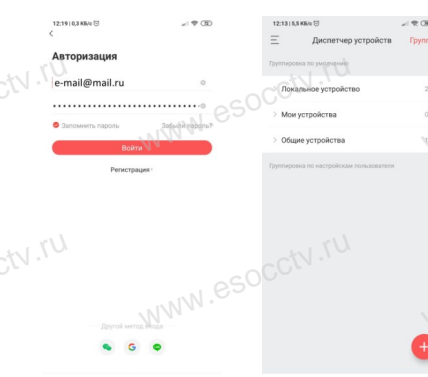 12:19 | 0,3 КБ/с
Авторизация
e-mail@mail.ru
Запомнить пароль
Забыли пароль?
Войти
Регистрация
Другой метод входа
12:13 | 5,5 КБ/с
Диспетчер устройств
Групп
Группировка по умолчанию
Локальное устройство
2
Мои устройства
0
Общие устройства
Группировка по настройкам пользователя
www.esocctv.ru
www.esocctv.ru
ctv.ru
ctv.ru